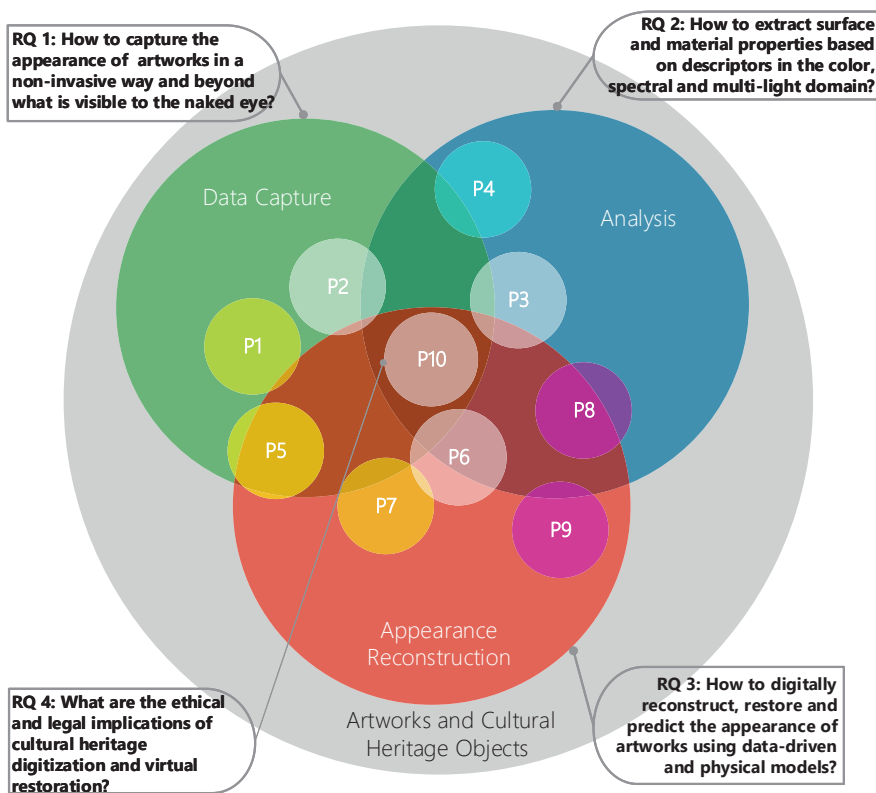 RQ 1: How to capture the
appearance of artworks in a
non-invasive way and beyond
what is visible to the naked eye?
RQ 2: How to extract surface
and material properties based
on descriptors in the color,
spectral and multi-light domain?
Data Capture
P4
Analysis
P2
P3
P1
P10
P8
P5
P6
P7
P9
Appearance
Reconstruction
RQ 4: What are the ethical
and legal implications of
cultural heritage
digitization and virtual
restoration?
Artworks and Cultural
Heritage Objects
RQ 3: How to digitally
reconstruct, restore and
predict the appearance of
artworks using data-driven
and physical models?